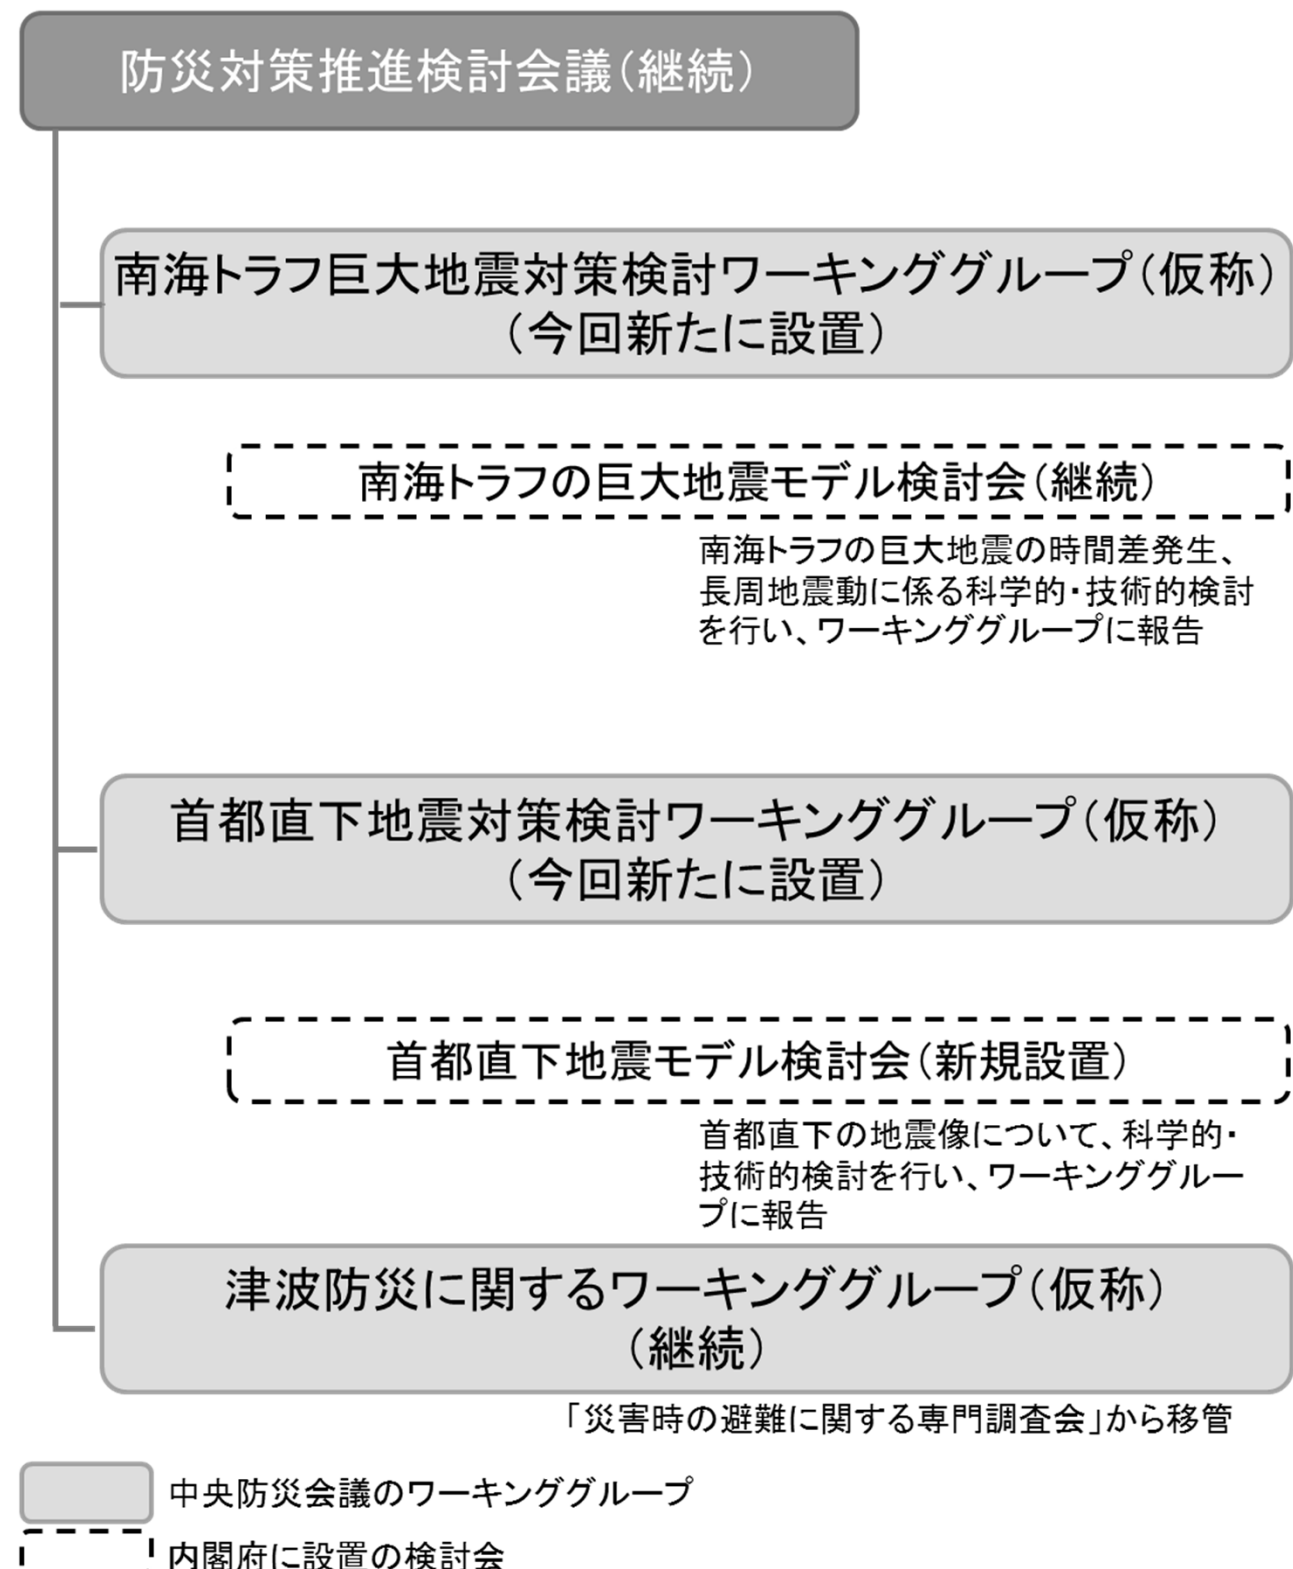 防災対策推進検討会議(継続)
南海トラフ巨大地震対策検討ワーキンググループ(仮称)
(今回新たに設置)
南海トラフの巨大地震モデル検討会(継続)
南海トラフの巨大地震の時間差発生、
長周地震動に係る科学的・技術的検討
を行い、ワーキンググループに報告
首都直下地震対策検討ワーキンググループ(仮称)
(今回新たに設置)
首都直下地震モデル検討会(新規設置)
首都直下の地震像について、科学的・
技術的検討を行い、ワーキンググルー
プに報告
津波防災に関するワーキンググループ(仮称)
(継続)
「災害時の避難に関する専門調査会」から移管
中央防災会議のワーキンググループ
内閣府に設置の検討会